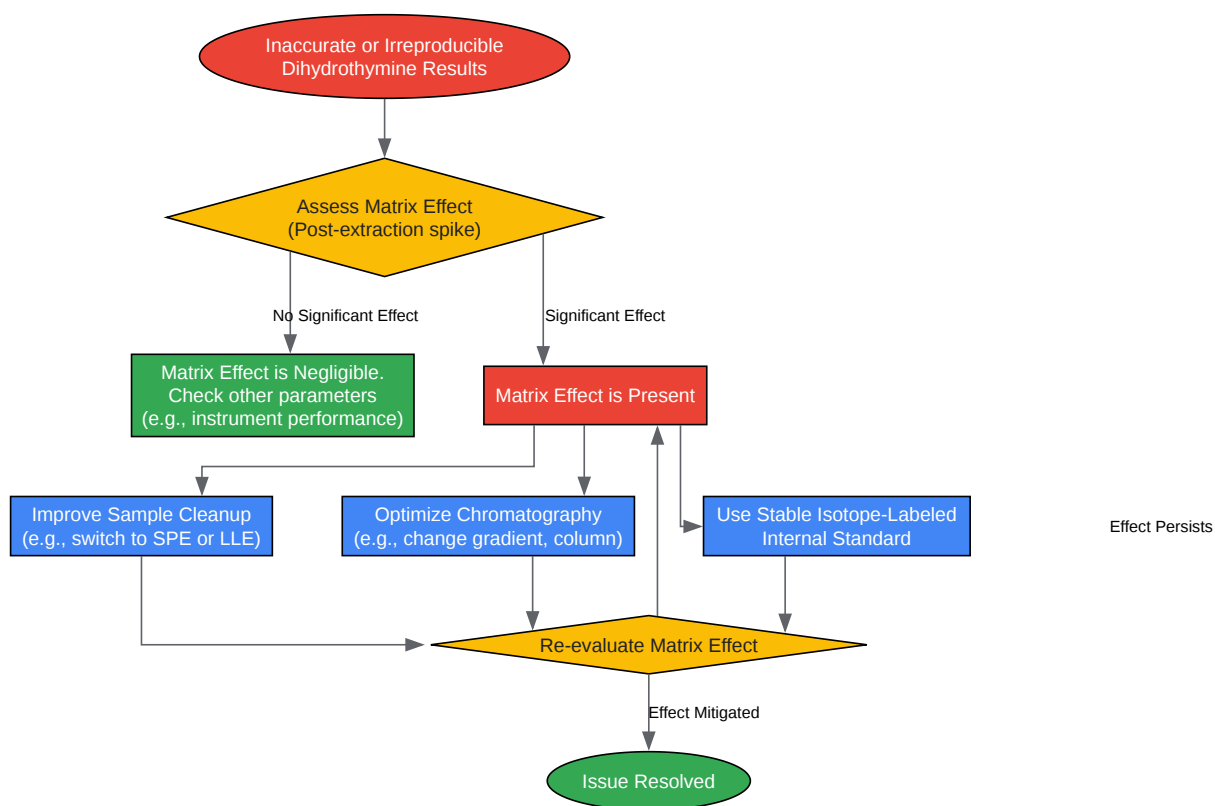 Inaccurate or Irreproducible
Dihydrothymine Results
Assess Matrix Effect
(Post-extraction spike)
No Significant Effect
Significant Effect
Matrix Effect is Negligible.
Check other parameters
(e.g., instrument performance)
Matrix Effect is Present
Improve Sample Cleanup
(e.g., switch to SPE or LLE)
Optimize Chromatography
(e.g., change gradient, column)
Use Stable Isotope-Labeled
Internal Standard
Effect Persists
Re-evaluate Matrix Effect
Effect Mitigated
Issue Resolved